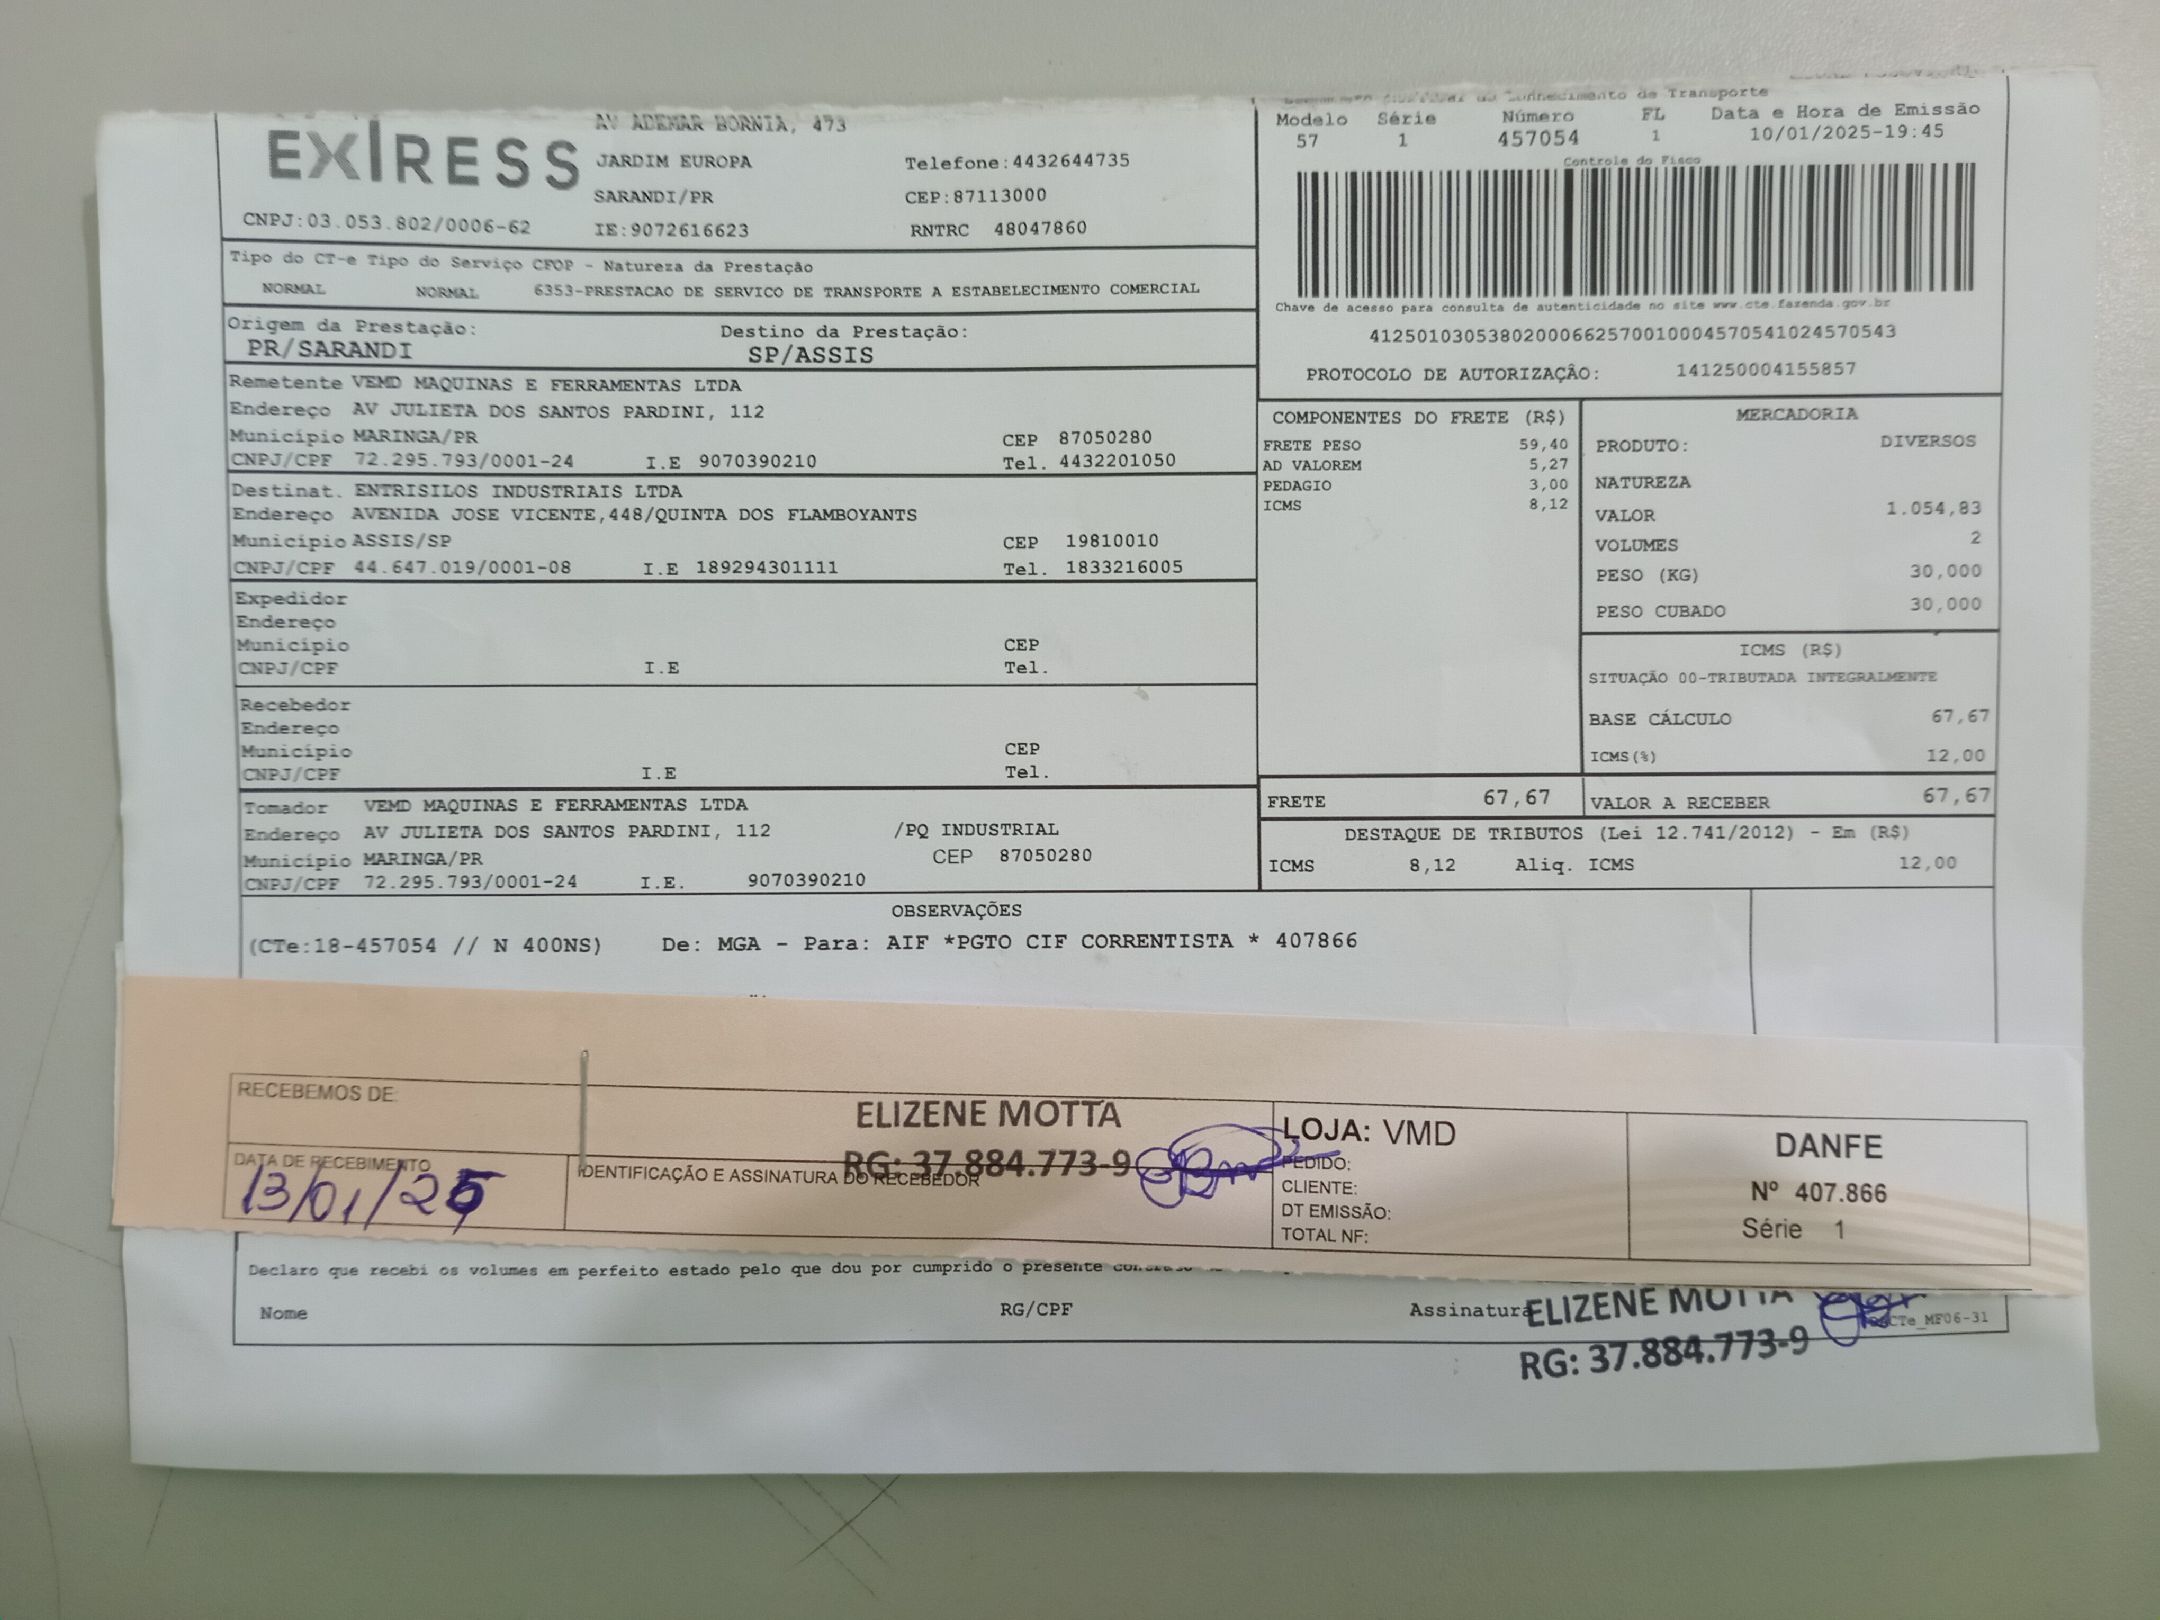 AV ADEMAR BORNIA, 473
EXPRESS
JARDIM EUROPA Telefone:4432644735
SARANDI/PR CEP:87113000
CNPJ:03.053.802/0006-62 IE:9072616623 RNTRC 48047860
Conhecimento de Transporte
Modelo Série Número FL Data e Hora de Emissão
57 1 457054 1 10/01/2025-19:45
Controle do Fisco
Chave de acesso para consulta de autenticidade no site www.cte.fazenda.gov.br
41250103053802000662570010004570541024570543
PROTOCOLO DE AUTORIZAÇÂO: 141250004155857
Tipo do CT-e Tipo do Serviço CFOP - Natureza da Prestação
NORMAL NORMAL 6353-PRESTACAO DE SERVICO DE TRANSPORTE A ESTABELECIMENTO COMERCIAL
Origem da Prestação: Destino da Prestação:
PR/SARANDI SP/ASSIS
Remetente VEMD MAQUINAS E FERRAMENTAS LTDA
Endereço AV JULIETA DOS SANTOS PARDINI, 112
Município MARINGA/PR CEP 87050280
CNPJ/CPF 72.295.793/0001-24 I.E 9070390210 Tel. 4432201050
Destinat. ENTRISILOS INDUSTRIAIS LTDA
Endereço AVENIDA JOSE VICENTE,448/QUINTA DOS FLAMBOYANTS
Município ASSIS/SP CEP 19810010
CNPJ/CPF 44.647.019/0001-08 I.E 189294301111 Tel. 1833216005
Expedidor
Endereço
Município CEP
CNPJ/CPF I.E Tel.
Recebedor
Endereço
Município CEP
CNPJ/CPF I.E Tel.
Tomador VEMD MAQUINAS E FERRAMENTAS LTDA
Endereço AV JULIETA DOS SANTOS PARDINI, 112 /PQ INDUSTRIAL
Município MARINGA/PR CEP 87050280
CNPJ/CPF 72.295.793/0001-24 I.E. 9070390210
COMPONENTES DO FRETE (R$)
FRETE PESO 59,40
AD VALOREM 5,27
PEDAGIO 3,00
ICMS 8,12
MERCADORIA
PRODUTO: DIVERSOS
NATUREZA
VALOR 1.054,83
VOLUMES 2
PESO (KG) 30,000
PESO CUBADO 30,000
ICMS (R$)
SITUAÇÃO 00-TRIBUTADA INTEGRALMENTE
BASE CÁLCULO 67,67
ICMS(%) 12,00
FRETE 67,67 VALOR A RECEBER 67,67
DESTAQUE DE TRIBUTOS (Lei 12.741/2012) - Em (R$)
ICMS 8,12 Aliq. ICMS 12,00
OBSERVAÇÕES
(CTe:18-457054 // N 400NS) De: MGA - Para: AIF *PGTO CIF CORRENTISTA * 407866
RECEBEMOS DE:
DATA DE RECEBIMENTO
13/01/25
ELIZENE MOTTA
RG: 37.884.773-9
IDENTIFICAÇÃO E ASSINATURA DO RECEBEDOR
LOJA: VMD
PEDIDO:
CLIENTE:
DT EMISSÃO:
TOTAL NF:
DANFE
Nº 407.866
Série 1
Declaro que recebi os volumes em perfeito estado pelo que dou por cumprido o presente
Nome RG/CPF Assinatura
ELIZENE MOTTA
CTe_MF06-31
RG: 37.884.773-9